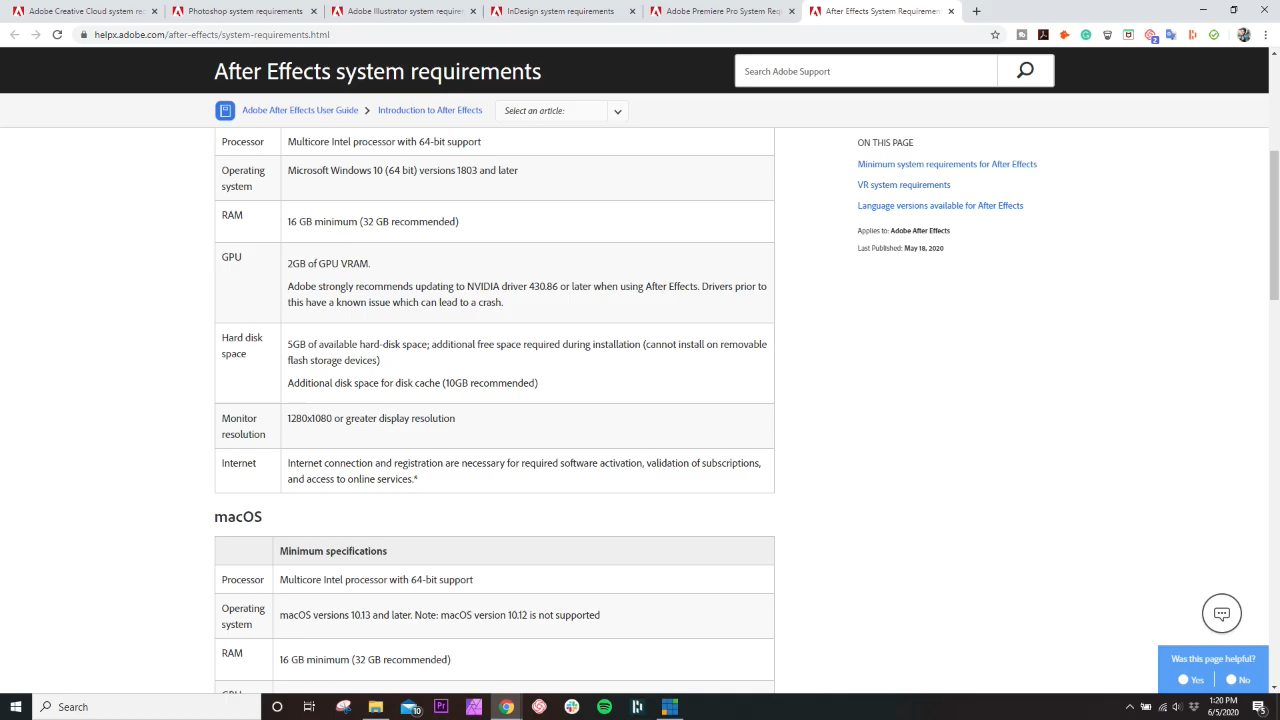 Adobe Creative Cloud system rec
Photoshop system requirements
Adobe Illustrator system require
InDesign system requirements
Adobe Premiere Pro System Req
After Effects System Requiremen
helpx.adobe.com/after-effects/system-requirements.html
2
After Effects system requirements
Search Adobe Support
Adobe After Effects User Guide
Introduction to After Effects
Select an article:
Processor
Multicore Intel processor with 64-bit support
Operating
system
Microsoft Windows 10 (64 bit) versions 1803 and later
RAM
16 GB minimum (32 GB recommended)
GPU
2GB of GPU VRAM.
Adobe strongly recommends updating to NVIDIA driver 430.86 or later when using After Effects. Drivers prior to
this have a known issue which can lead to a crash.
Hard disk
space
5GB of available hard-disk space; additional free space required during installation (cannot install on removable
flash storage devices)
Additional disk space for disk cache (10GB recommended)
Monitor
resolution
1280x1080 or greater display resolution
Internet
Internet connection and registration are necessary for required software activation, validation of subscriptions,
and access to online services.*
macOS
Minimum specifications
Processor
Multicore Intel processor with 64-bit support
Operating
system
macOS versions 10.13 and later. Note: macOS version 10.12 is not supported
RAM
16 GB minimum (32 GB recommended)
GPU
ON THIS PAGE
Minimum system requirements for After Effects
VR system requirements
Language versions available for After Effects
Applies to: Adobe After Effects
Last Published: May 18, 2020
Was this page helpful?
Yes
No
Search
10
Pr
1:20 PM
6/5/2020
5